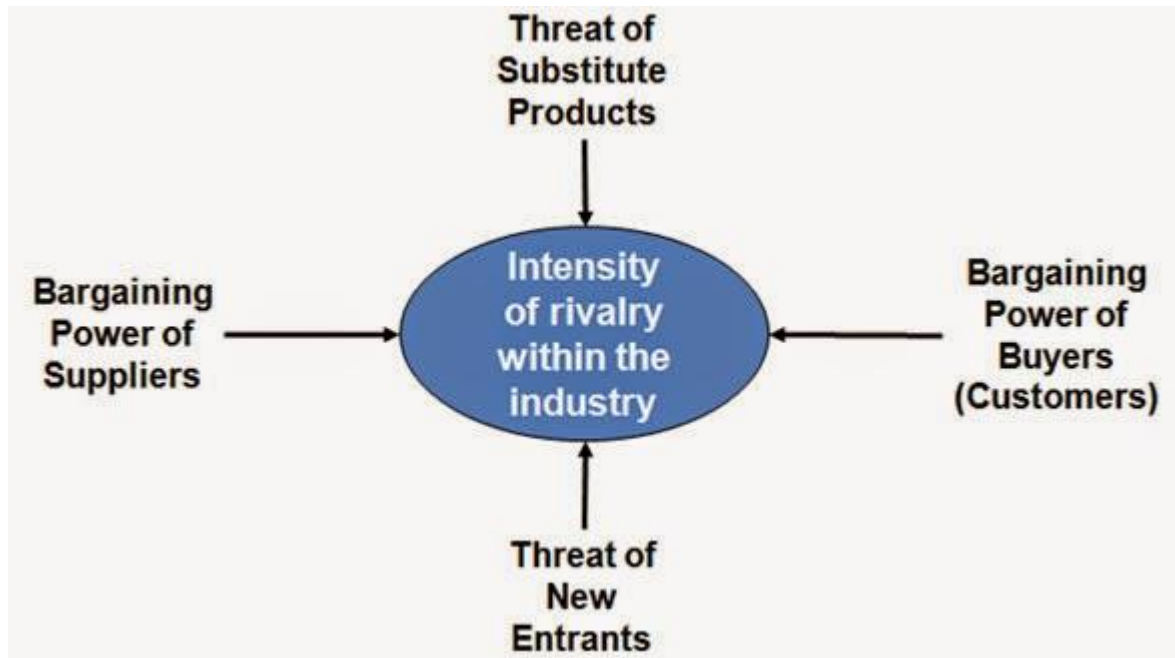 Threat of
Substitute
Products
Bargaining
Power of
Suppliers
Intensity
of rivalry
within the
industry
Bargaining
Power of
Buyers
(Customers)
Threat of
New
Entrants